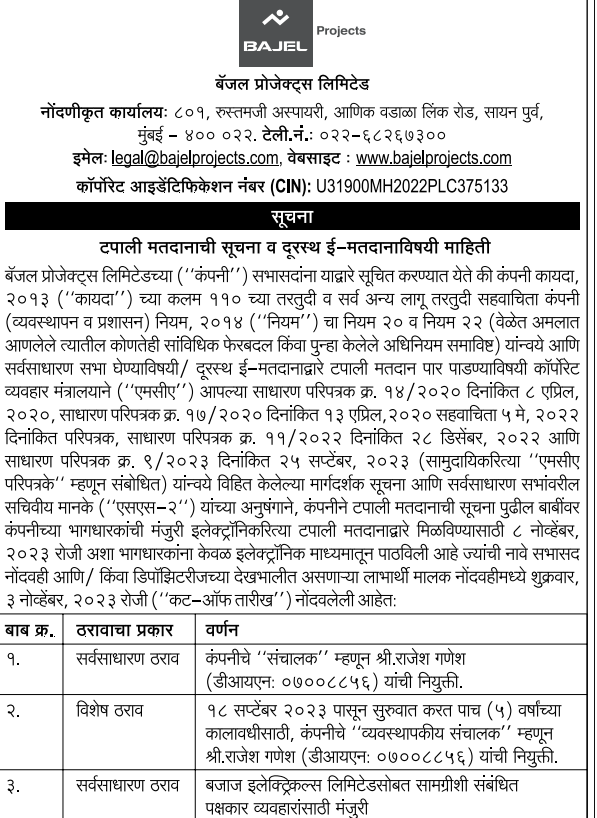 BAJEL
Projects
बॅजल प्रोजेक्ट्स लिमिटेड
नोंदणीकृत कार्यालयः ८०१, रुस्तमजी अस्पायरी, आणिक वडाळा लिंक रोड, सायन पुर्व,
मुंबई – ४०० ०२२. टेली.नं.: ०२२–६८२६७३००
इमेलः legal@bajelprojects.com, वेबसाइट : www.bajelprojects.com
कॉर्पोरेट आइडेंटिफिकेशन नंबर (CIN): U31900MH2022PLC375133
सूचना
टपाली मतदानाची सूचना व दूरस्थ ई–मतदानाविषयी माहिती
बॅजल प्रोजेक्ट्स लिमिटेडच्या (''कंपनी'') सभासदांना याद्वारे सूचित करण्यात येते की कंपनी कायदा,
२०१३ (''कायदा'') च्या कलम ११० च्या तरतुदी व सर्व अन्य लागू तरतुदी सहवाचिता कंपनी
(व्यवस्थापन व प्रशासन) नियम, २०१४ (''नियम'') चा नियम २० व नियम २२ (वेळेत अमलात
आणलेले त्यातील कोणतेही सांविधिक फेरबदल किंवा पुन्हा केलेले अधिनियम समाविष्ट) यांन्वये आणि
सर्वसाधारण सभा घेण्याविषयी/ दूरस्थ ई–मतदानाद्वारे टपाली मतदान पार पाडण्याविषयी कॉर्पोरेट
व्यवहार मंत्रालयाने (''एमसीए'') आपल्या साधारण परिपत्रक क्र. १४/२०२० दिनांकित ८ एप्रिल,
२०२०, साधारण परिपत्रक क्र. १७/२०२० दिनांकित १३ एप्रिल,२०२० सहवाचिता ५ मे, २०२२
दिनांकित परिपत्रक, साधारण परिपत्रक क्र. ११/२०२२ दिनांकित २८ डिसेंबर, २०२२ आणि
साधारण परिपत्रक क्र. ९/२०२३ दिनांकित २५ सप्टेंबर, २०२३ (सामुदायिकरित्या ''एमसीए
परिपत्रके'' म्हणून संबोधित) यांन्वये विहित केलेल्या मार्गदर्शक सूचना आणि सर्वसाधारण सभांवरील
सचिवीय मानके (''एसएस–२'') यांच्या अनुषंगाने, कंपनीने टपाली मतदानाची सूचना पुढील बाबींवर
कंपनीच्या भागधारकांची मंजुरी इलेक्ट्रॉनिकरित्या टपाली मतदानाद्वारे मिळविण्यासाठी ८ नोव्हेंबर,
२०२३ रोजी अशा भागधारकांना केवळ इलेक्ट्रॉनिक माध्यमातून पाठविली आहे ज्यांची नावे सभासद
नोंदवही आणि/ किंवा डिपॉझिटरीजच्या देखभालीत असणाऱ्या लाभार्थी मालक नोंदवहीमध्ये शुक्रवार,
३ नोव्हेंबर, २०२३ रोजी (''कट–ऑफ तारीख'') नोंदवलेली आहेत:
बाब क्र. ठरावाचा प्रकार वर्णन
१. सर्वसाधारण ठराव कंपनीचे ''संचालक'' म्हणून श्री.राजेश गणेश
(डीआयएन: ०७००८८५६) यांची नियुक्ती.
२. विशेष ठराव १८ सप्टेंबर २०२३ पासून सुरुवात करत पाच (५) वर्षांच्या
कालावधीसाठी, कंपनीचे ''व्यवस्थापकीय संचालक'' म्हणून
श्री.राजेश गणेश (डीआयएन: ०७००८८५६) यांची नियुक्ती.
३. सर्वसाधारण ठराव बजाज इलेक्ट्रिकल्स लिमिटेडसोबत सामग्रीशी संबंधित
पक्षकार व्यवहारांसाठी मंजुरी